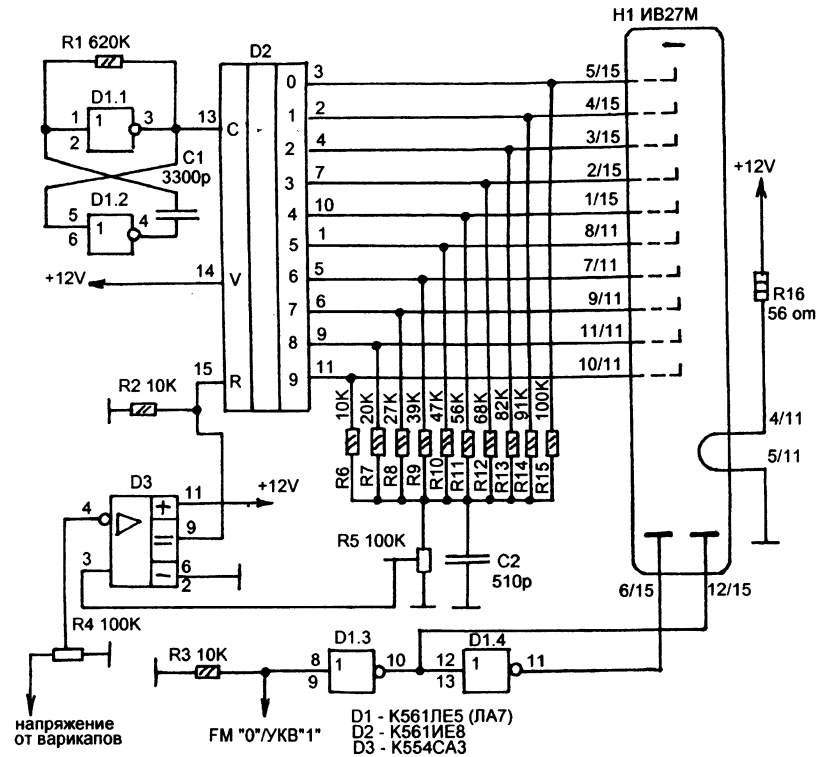 H1 ИВ27М
R1 620K
D2
D1.1
1
3
13
C
1
2
C1
3300p
D1.2
5
6
1
4
+12V
14
V
15
R
R2 10K
0
3
5/15
1
2
4/15
2
4
3/15
3
7
2/15
4
10
1/15
5
1
8/11
6
5
7/11
7
6
9/11
8
9
11/11
9
11
10/11
+12V
R16
56 om
4/11
5/11
10K
20K
27K
39K
47K
56K
68K
82K
91K
100K
R6
R7
R8
R9
R10
R11
R12
R13
R14
R15
D3
4
+
11
+12V
=
9
3
-
6
2
R5 100K
C2
510p
6/15
12/15
R4 100K
R3 10K
D1.3
8
9
1
10
D1.4
12
13
1
11
напряжение
от варикапов
FM "0"/УКВ"1"
D1 - К561ЛЕ5 (ЛА7)
D2 - К561ИЕ8
D3 - К554СА3